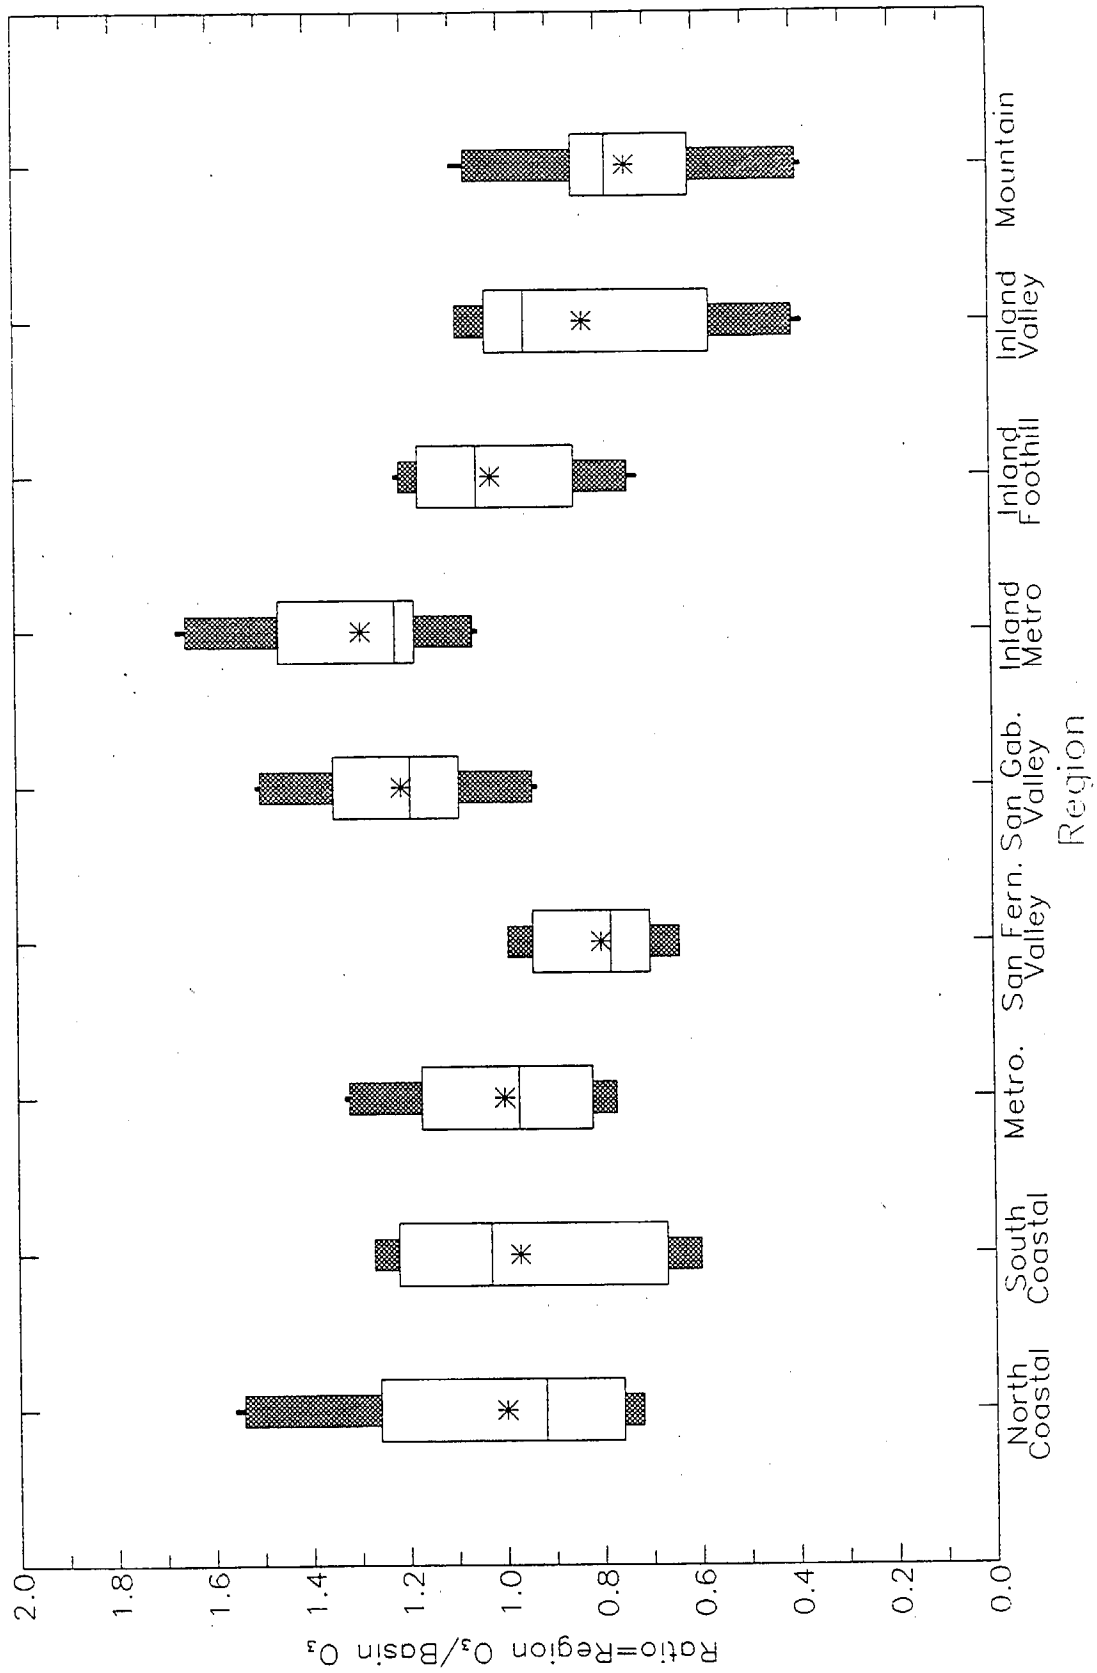 Ratio=Region O₃/Basin O₃
2.0
1.8
1.6
1.4
1.2
1.0
0.8
0.6
0.4
0.2
0.0
North
Coastal
South
Coastal
Metro.
San Fern.
Valley
San Gab.
Valley
Inland
Metro
Inland
Foothill
Inland
Valley
Mountain
Region